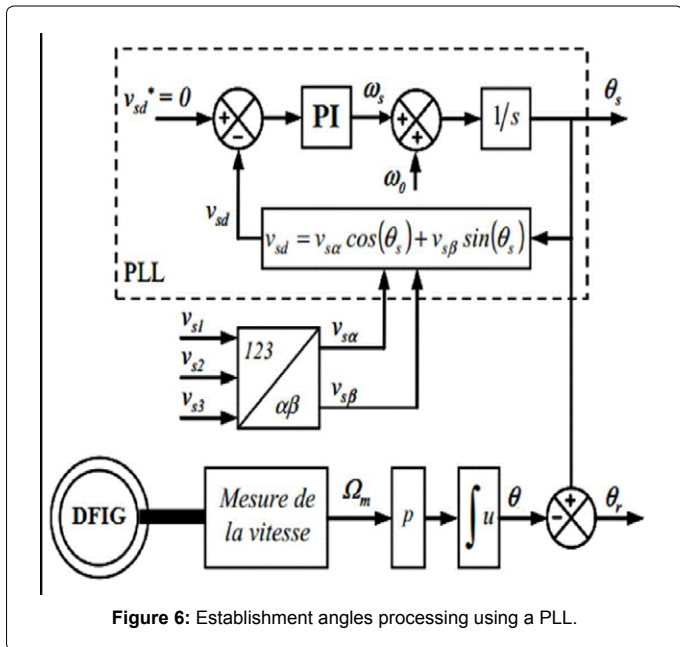 v_sd* = 0
PI
ω_s
1/s
θ_s
ω_0
v_sd
v_sd = v_sα cos(θ_s) + v_sβ sin(θ_s)
PLL
v_s1
v_s2
v_s3
123
αβ
v_sα
v_sβ
DFIG
Mesure de
la vitesse
Ω_m
p
∫ u
θ
θ_r
Figure 6: Establishment angles processing using a PLL.